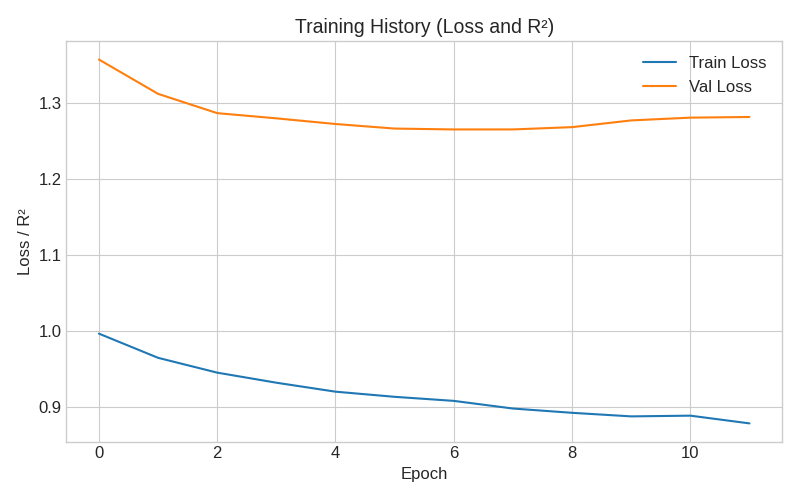 Training History (Loss and R²)
Train Loss
Val Loss
Loss / R²
1.3
1.2
1.1
1.0
0.9
0 2 4 6 8 10
Epoch